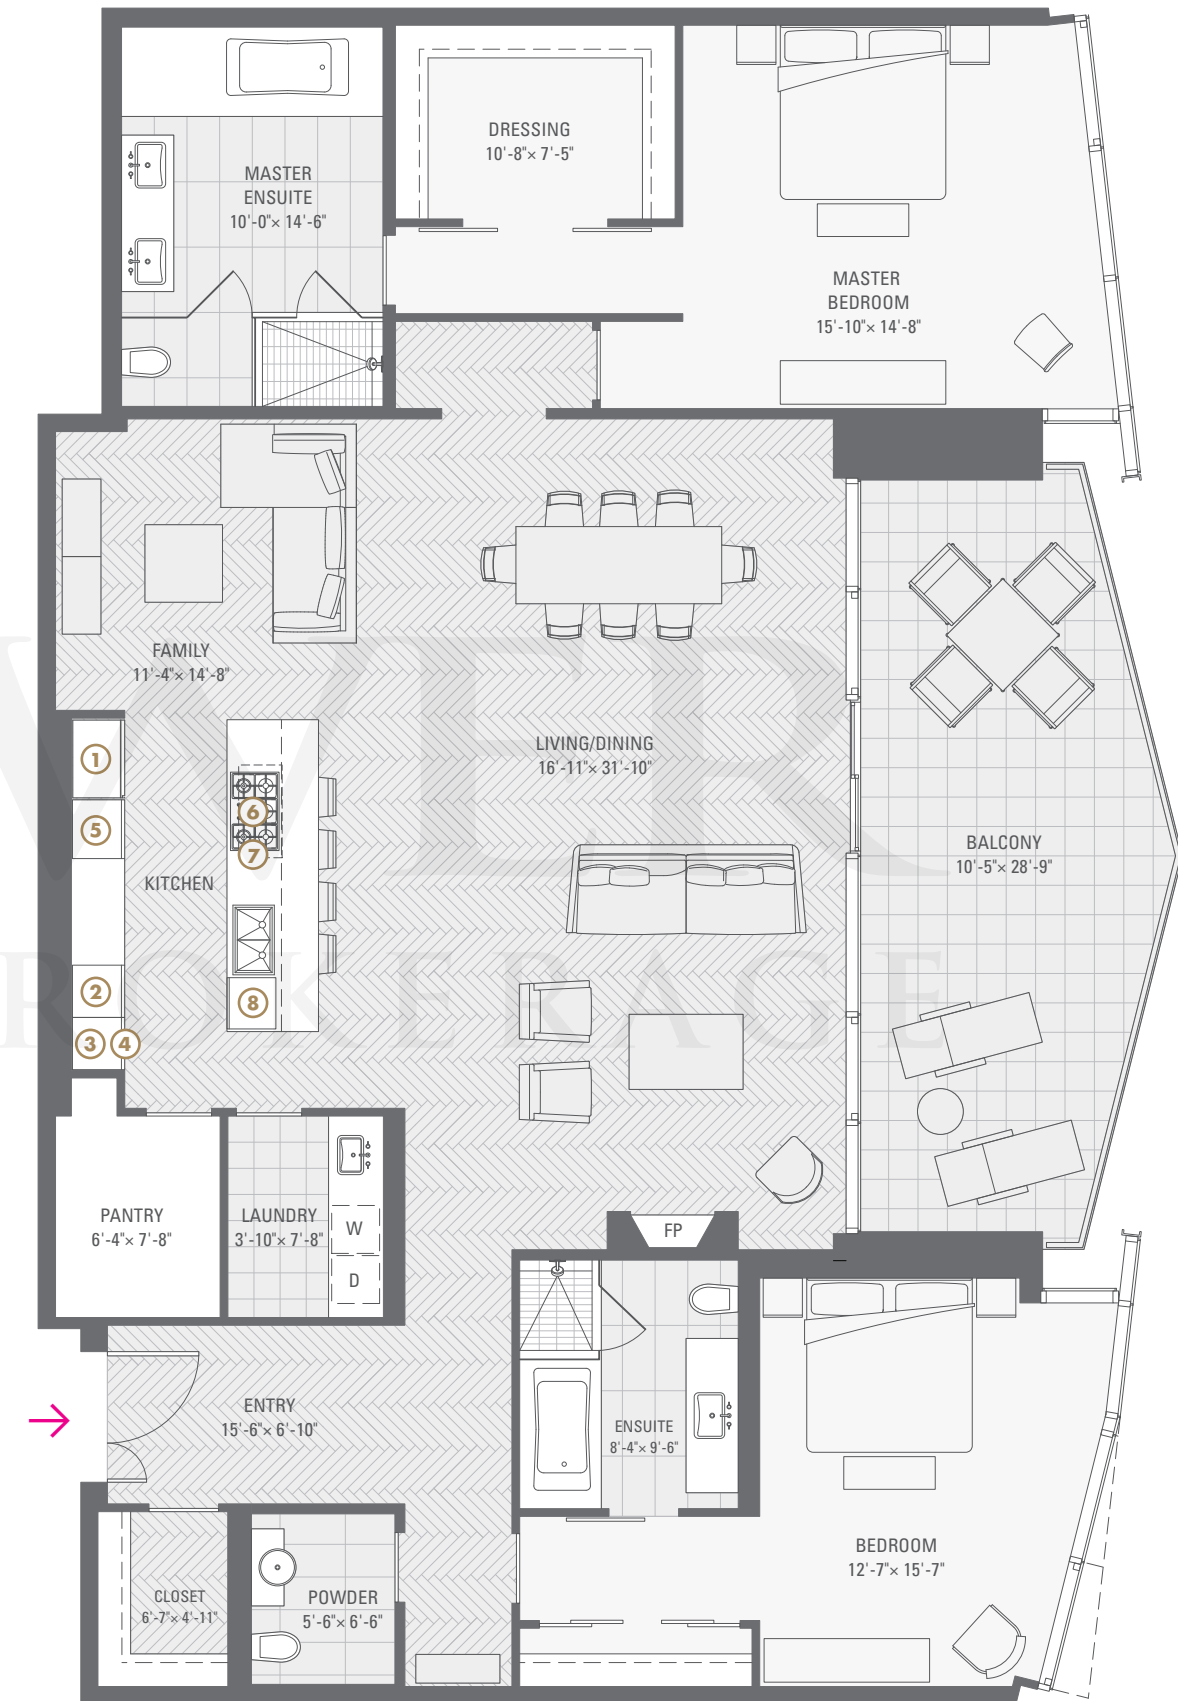 DRESSING
10'-8"× 7'-5"
MASTER
ENSUITE
10'-0"× 14'-6"
MASTER
BEDROOM
15'-10"× 14'-8"
FAMILY
11'-4"× 14'-8"
LIVING/DINING
16'-11"× 31'-10"
1
5
6
7
KITCHEN
BALCONY
10'-5"× 28'-9"
2
8
3 4
ROKERAGE
PANTRY
6'-4"× 7'-8"
LAUNDRY
3'-10"× 7'-8"
W
D
FP
ENTRY
15'-6"× 6'-10"
ENSUITE
8'-4"× 9'-6"
BEDROOM
12'-7"× 15'-7"
CLOSET
6'-7"× 4'-11"
POWDER
5'-6"× 6'-6"